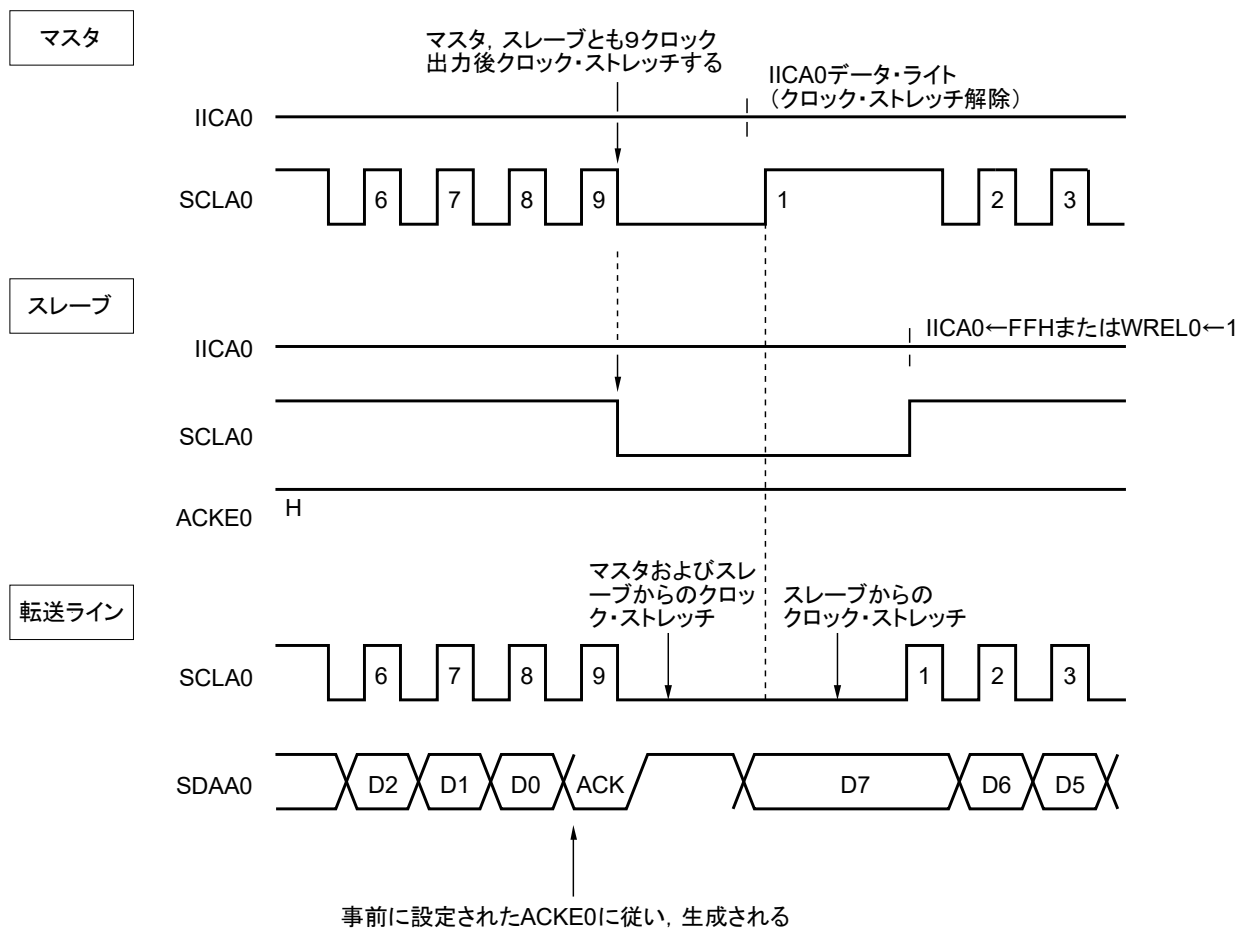 マスタ
マスタ, スレーブとも9クロック
出力後クロック・ストレッチする
IICA0データ・ライト
（クロック・ストレッチ解除）
IICA0
SCLA0
6 7 8 9 1 2 3
スレーブ
IICA0←FFHまたはWREL0←1
IICA0
SCLA0
ACKE0
H
転送ライン
マスタおよびスレ
ーブからのクロッ
ク・ストレッチ
スレーブからの
クロック・ストレッチ
SCLA0
6 7 8 9 1 2 3
SDAA0
D2 D1 D0 ACK D7 D6 D5
事前に設定されたACKE0に従い, 生成される